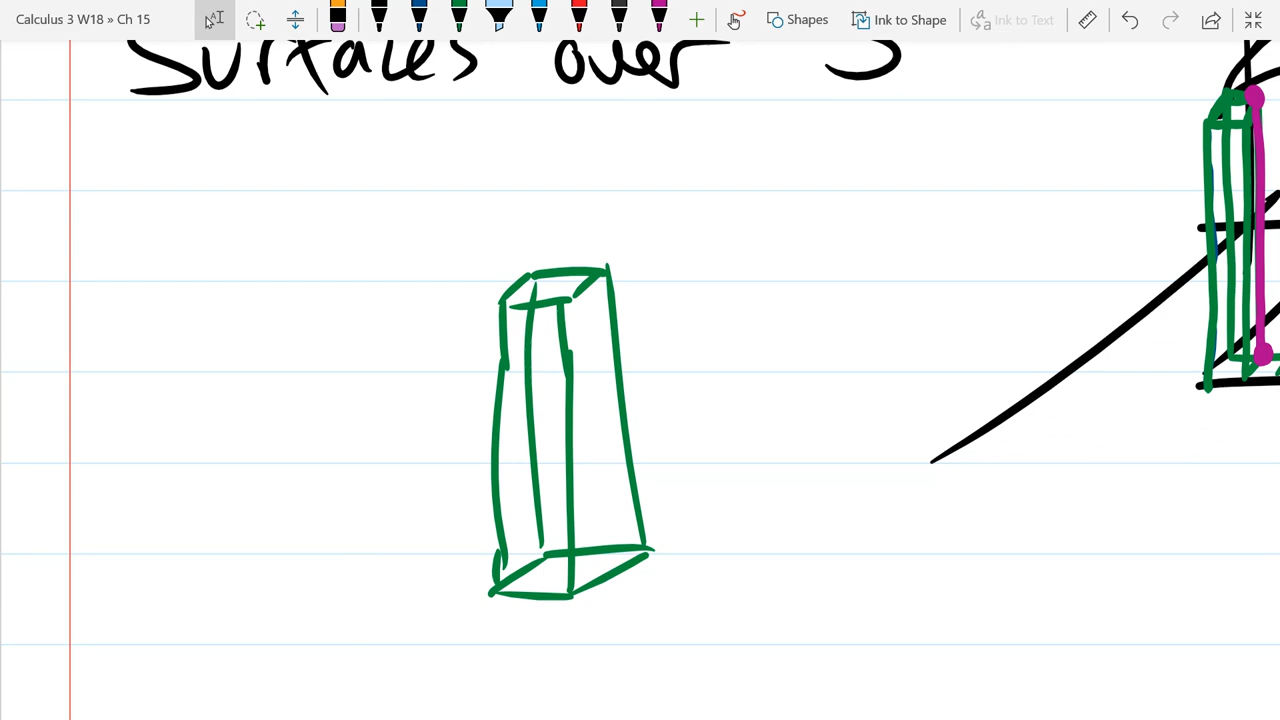 Calculus 3 W18 » Ch 15
Shapes
Ink to Shape
Ink to Text
Surfaces over S